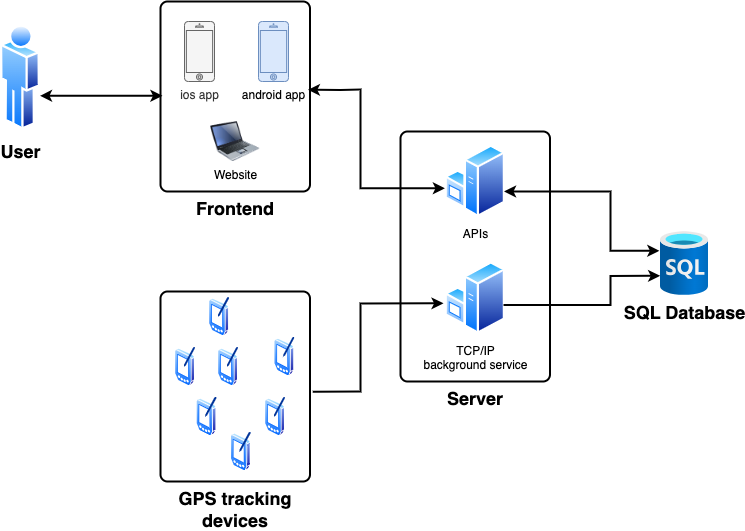 ios app
android app
User
Website
Frontend
APIs
SQL
SQL Database
TCP/IP
background service
Server
GPS tracking
devices